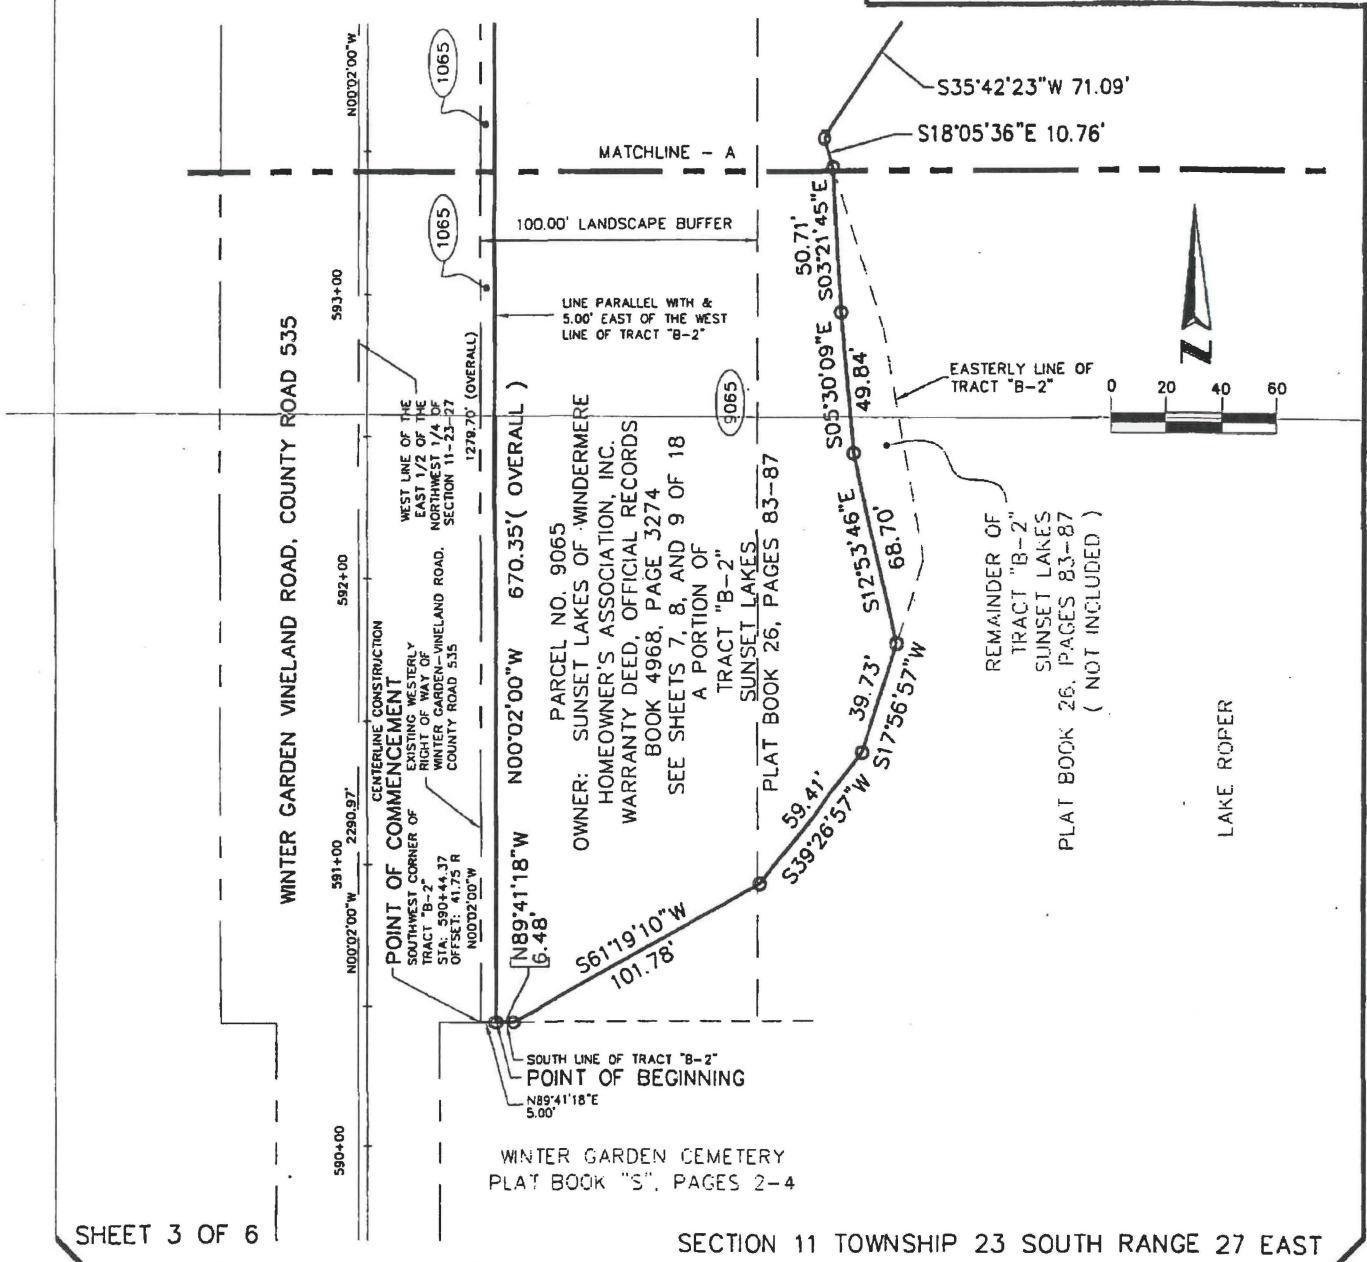 N00°02'00"W
1065
S35°42'23"W 71.09'
S18°05'36"E 10.76'
MATCHLINE - A
1065
100.00' LANDSCAPE BUFFER
50.71'
S03°21'45"E
593+00
LINE PARALLEL WITH &
5.00' EAST OF THE WEST
LINE OF TRACT "B-2"
S05°30'09"E
49.84'
EASTERLY LINE OF
TRACT "B-2"
N
0 20 40 60
WINTER GARDEN VINELAND ROAD, COUNTY ROAD 535
WEST LINE OF THE
EAST 1/2 OF THE
NORTHWEST 1/4 OF
SECTION 11-23-27
1279.70' (OVERALL)
9065
N00°02'00"W 670.35'( OVERALL )
PARCEL NO. 9065
OWNER: SUNSET LAKES OF WINDERMERE
HOMEOWNER'S ASSOCIATION, INC.
WARRANTY DEED, OFFICIAL RECORDS
BOOK 4968, PAGE 3274
SEE SHEETS 7, 8, AND 9 OF 18
A PORTION OF
TRACT "B-2"
SUNSET LAKES
PLAT BOOK 26, PAGES 83-87
S12°53'46"E
68.70'
REMAINDER OF
TRACT "B-2"
SUNSET LAKES
PLAT BOOK 26, PAGES 83-87
( NOT INCLUDED )
LAKE ROPER
592+00
39.73'
S17°56'57"W
59.41'
S39°26'57"W
591+00
N00°02'00"W 2290.97'
CENTERLINE CONSTRUCTION
POINT OF COMMENCEMENT
SOUTHWEST CORNER OF
TRACT "B-2"
STA: 590+44.37
OFFSET: 41.75 R
EXISTING WESTERLY
RIGHT OF WAY OF
WINTER GARDEN-VINELAND ROAD,
COUNTY ROAD 535
N00°02'00"W
N89°41'18"W
6.48'
S61°19'10"W
101.78'
SOUTH LINE OF TRACT "B-2"
POINT OF BEGINNING
N89°41'18"E
5.00'
590+00
WINTER GARDEN CEMETERY
PLAT BOOK "S", PAGES 2-4
SHEET 3 OF 6
SECTION 11 TOWNSHIP 23 SOUTH RANGE 27 EAST